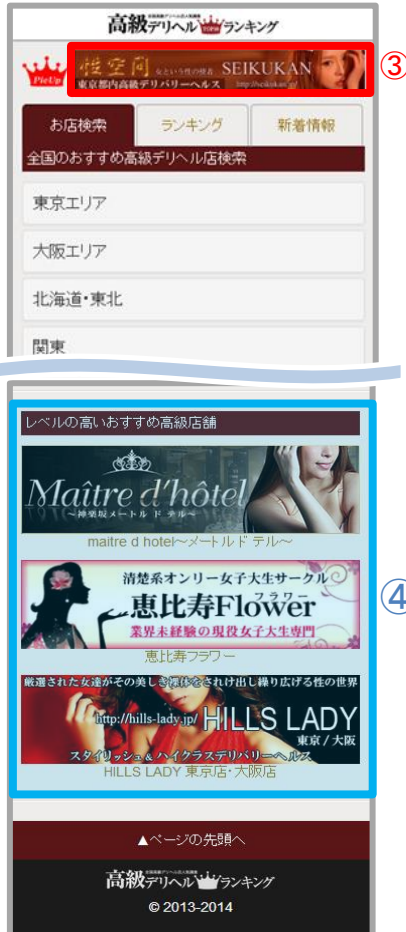 高級デリヘルTOP10ランキング
PickUp
性空間 女という性の使者 SEIKUKAN
東京都内高級デリバリーヘルス http://seikukan.jp/
③
お店検索 ランキング 新着情報
全国のおすすめ高級デリヘル店検索
東京エリア
大阪エリア
北海道・東北
関東
レベルの高いおすすめ高級店舗
Maître d'hôtel
～神楽坂メートル ド テル～
maitre d hotel～メートルド テル～
清楚系オンリー女子大生サークル
フラワー
恵比寿Flower
業界未経験の現役女子大生専門
恵比寿フラワー
厳選された女達がその美しき裸体をされけ出し繰り広げる性の世界
http://hills-lady.jp/ HILLS LADY
東京/大阪
スタイリッシュ&ハイクラスデリバリーヘルス
HILLS LADY 東京店・大阪店
④
▲ページの先頭へ
高級デリヘルランキング
© 2013-2014